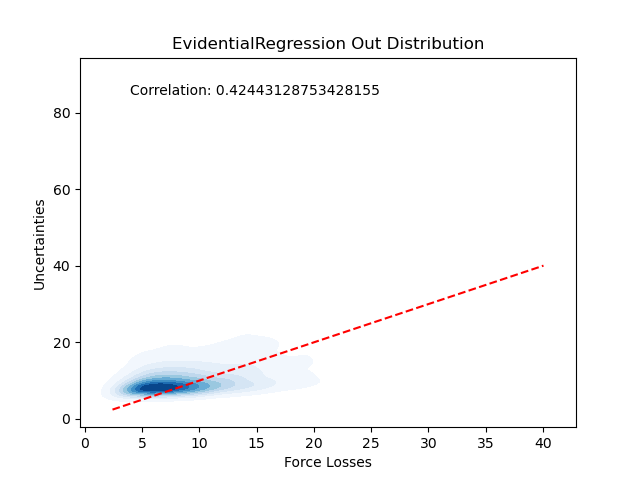 EvidentialRegression Out Distribution
Correlation: 0.42443128753428155
80
60
40
20
0
Uncertainties
0 5 10 15 20 25 30 35 40
Force Losses